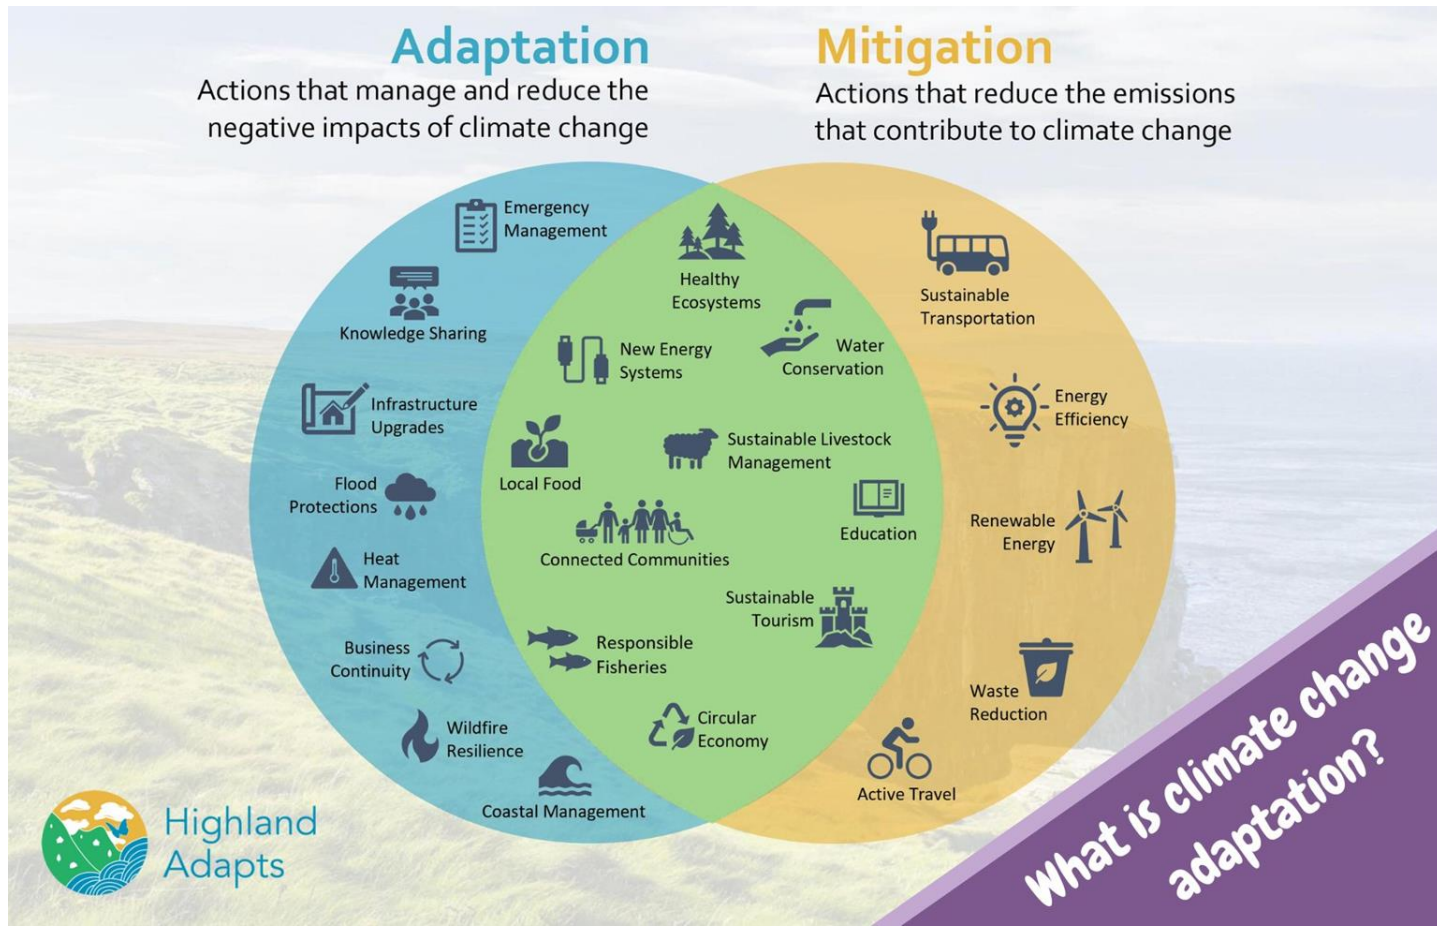 Adaptation
Actions that manage and reduce the
negative impacts of climate change
Mitigation
Actions that reduce the emissions
that contribute to climate change
Emergency
Management
Knowledge Sharing
Infrastructure
Upgrades
Flood
Protections
Heat
Management
Business
Continuity
Wildfire
Resilience
Coastal Management
Healthy
Ecosystems
Water
Conservation
New Energy
Systems
Local Food
Sustainable Livestock
Management
Education
Connected Communities
Sustainable
Tourism
Responsible
Fisheries
Circular
Economy
Sustainable
Transportation
Energy
Efficiency
Renewable
Energy
Waste
Reduction
Active Travel
Highland
Adapts
What is climate change
adaptation?